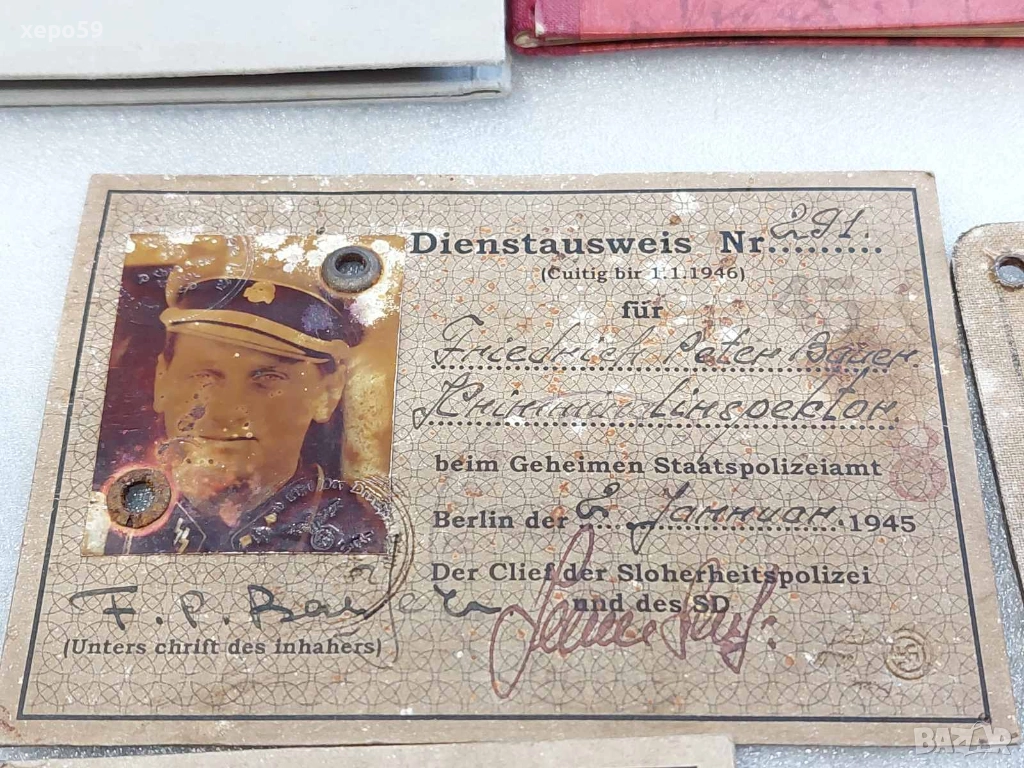 xepo59
Dienstausweis Nr. 291.
(Cuitig bir 1.1.1946)
für
Friedrich Peter Bauer
Kriminalinspektor
beim Geheimen Staatspolizeiamt
Berlin der 2. Jannuar 1945
Der Clief der Sloherheitspolizei
und des SD
F. P. Bauer
(Unters chrift des inhahers)
BAZAR